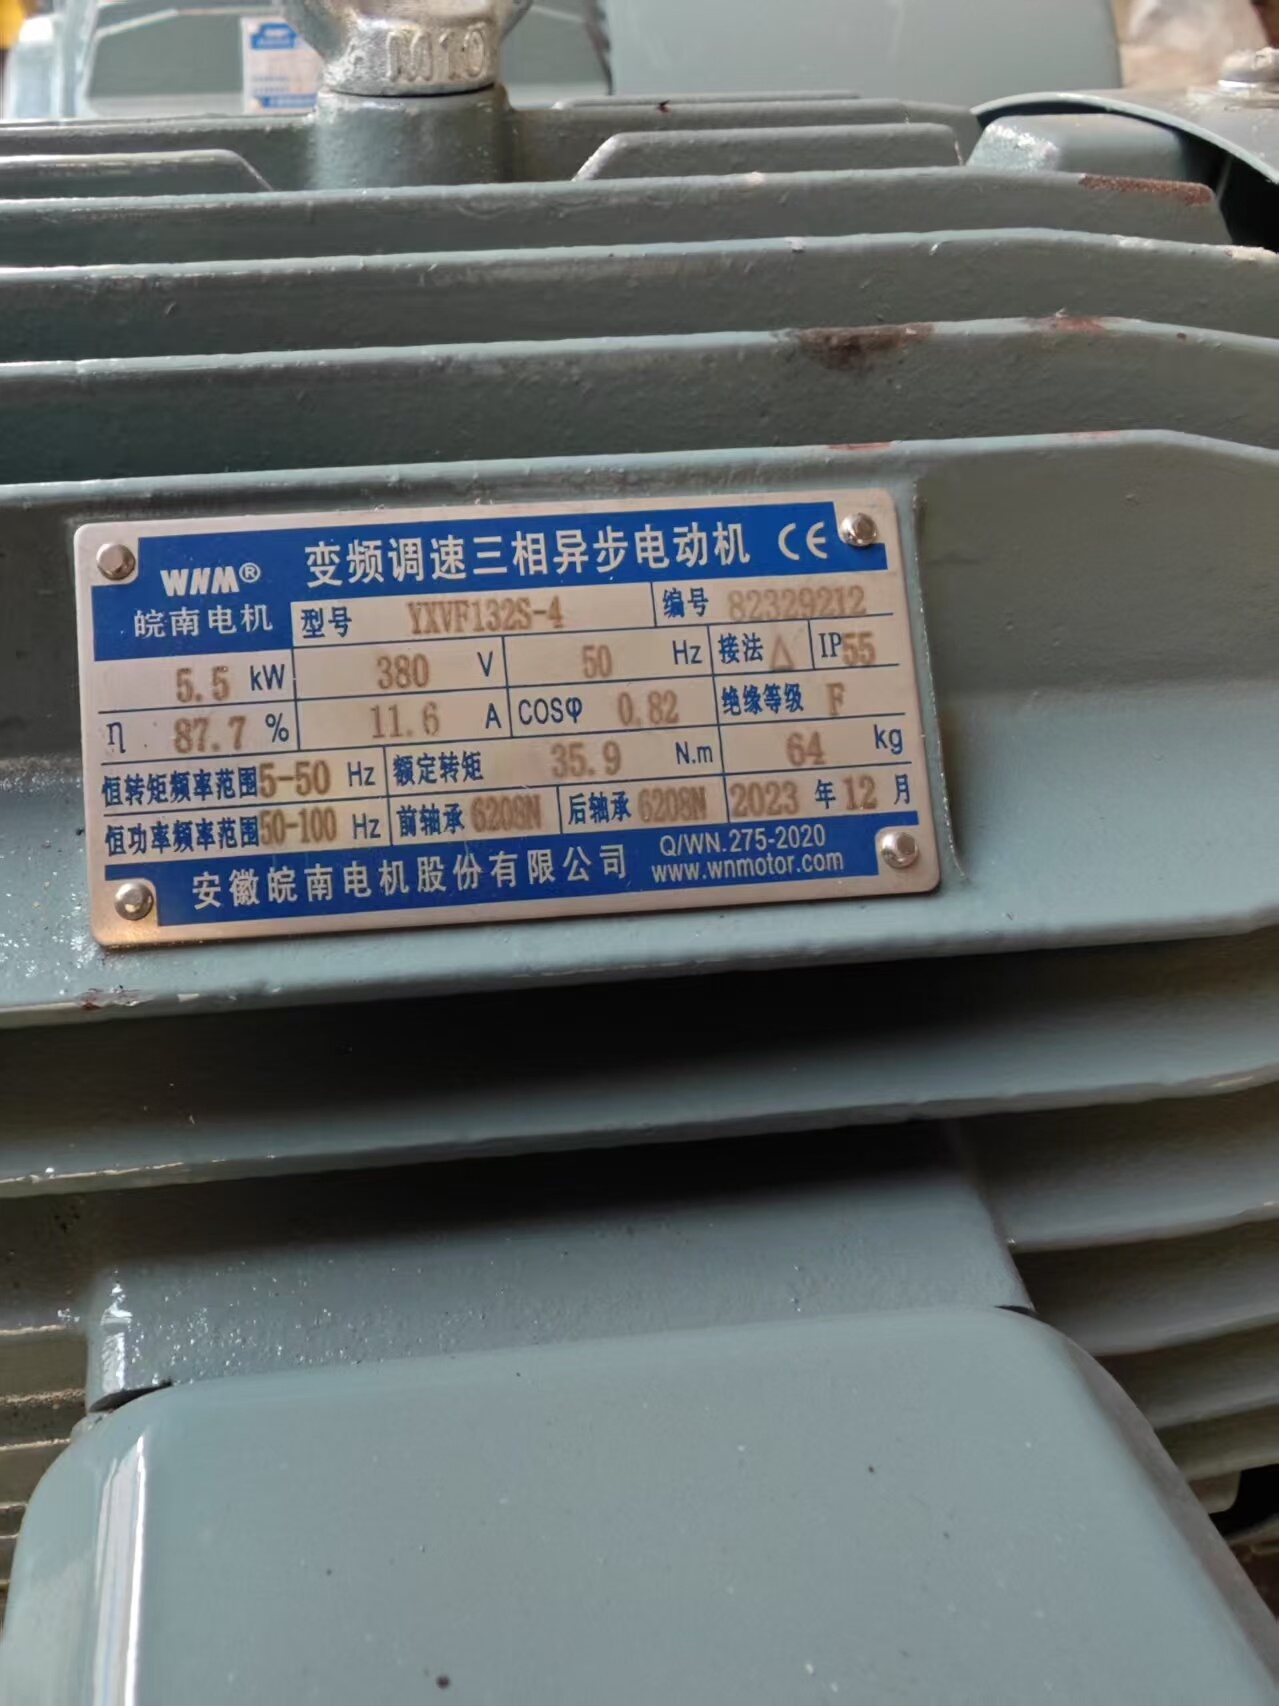 M10
WNM® 变频调速三相异步电动机 CE
皖南电机 型号 YXVF132S-4 编号 82329212
5.5 kW 380 V 50 Hz 接法 △ IP55
η 87.7 % 11.6 A COSφ 0.82 绝缘等级 F
恒转矩频率范围 5-50 Hz 额定转矩 35.9 N.m 64 kg
恒功率频率范围 50-100 Hz 前轴承 6208N 后轴承 6208N 2023 年 12 月
安徽皖南电机股份有限公司 Q/WN.275-2020
www.wnmotor.com